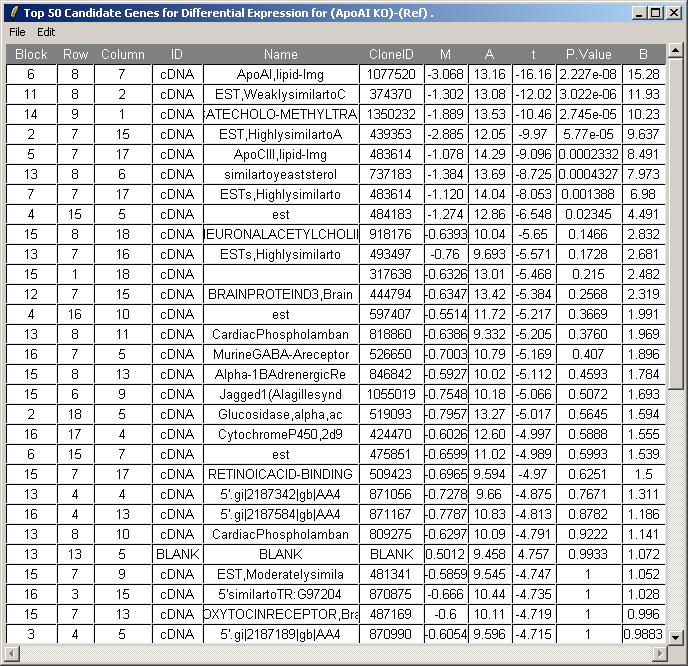 Top 50 Candidate Genes for Differential Expression for (ApoAI KO)-(Ref) .
File Edit
Block Row Column ID Name CloneID M A t P.Value B
6 8 7 cDNA ApoAI,lipid-Img 1077520 -3.068 13.16 -16.16 2.227e-08 15.28
11 8 2 cDNA EST,WeaklysimilartoC 374370 -1.302 13.08 -12.02 3.022e-06 11.93
14 9 1 cDNA CATECHOLO-METHYLTRA 1350232 -1.889 13.53 -10.46 2.745e-05 10.23
2 7 15 cDNA EST,HighlysimilartoA 439353 -2.885 12.05 -9.97 5.77e-05 9.637
5 7 17 cDNA ApoCIII,lipid-Img 483614 -1.078 14.29 -9.096 0.0002332 8.491
13 8 6 cDNA similartoyeaststerol 737183 -1.384 13.69 -8.725 0.0004327 7.973
7 7 17 cDNA ESTs,Highlysimilarto 483614 -1.120 14.04 -8.053 0.001388 6.98
4 15 5 cDNA est 484183 -1.274 12.86 -6.548 0.02345 4.491
15 8 18 cDNA NEURONALACETYLCHOLI 918176 -0.6393 10.04 -5.65 0.1466 2.832
13 7 16 cDNA ESTs,Highlysimilarto 493497 -0.76 9.693 -5.571 0.1728 2.681
15 1 18 cDNA 317638 -0.6326 13.01 -5.468 0.215 2.482
12 7 15 cDNA BRAINPROTEIND3,Brain 444794 -0.6347 13.42 -5.384 0.2568 2.319
4 16 10 cDNA est 597407 -0.5514 11.72 -5.217 0.3669 1.991
13 8 11 cDNA CardiacPhospholamban 818860 -0.6386 9.332 -5.205 0.3760 1.969
16 7 5 cDNA MurineGABA-Areceptor 526650 -0.7003 10.79 -5.169 0.407 1.896
15 8 13 cDNA Alpha-1BAdrenergicRe 846842 -0.5927 10.02 -5.112 0.4593 1.784
15 6 9 cDNA Jagged1(Alagillesynd 1055019 -0.7548 10.18 -5.066 0.5072 1.693
2 18 5 cDNA Glucosidase,alpha,ac 519093 -0.7957 13.27 -5.017 0.5645 1.594
16 17 4 cDNA CytochromeP450,2d9 424470 -0.6026 12.60 -4.997 0.5888 1.555
6 15 7 cDNA est 475851 -0.6599 11.02 -4.989 0.5993 1.539
15 7 17 cDNA RETINOICACID-BINDING 509423 -0.6965 9.594 -4.97 0.6251 1.5
13 4 4 cDNA 5'.gi|2187342|gb|AA4 871056 -0.7278 9.66 -4.875 0.7671 1.311
16 4 13 cDNA 5'.gi|2187584|gb|AA4 871167 -0.7787 10.83 -4.813 0.8782 1.186
13 8 10 cDNA CardiacPhospholamban 809275 -0.6297 10.09 -4.791 0.9222 1.141
13 13 5 BLANK BLANK BLANK 0.5012 9.458 4.757 0.9933 1.072
15 7 9 cDNA EST,Moderatelysimila 481341 -0.5859 9.545 -4.747 1 1.052
16 3 15 cDNA 5'similartoTR:G97204 870875 -0.666 10.44 -4.735 1 1.028
15 7 13 cDNA OXYTOCINRECEPTOR,Bra 487169 -0.6 10.11 -4.719 1 0.996
3 4 5 cDNA 5'.gi|2187189|gb|AA4 870990 -0.6054 9.596 -4.715 1 0.9883